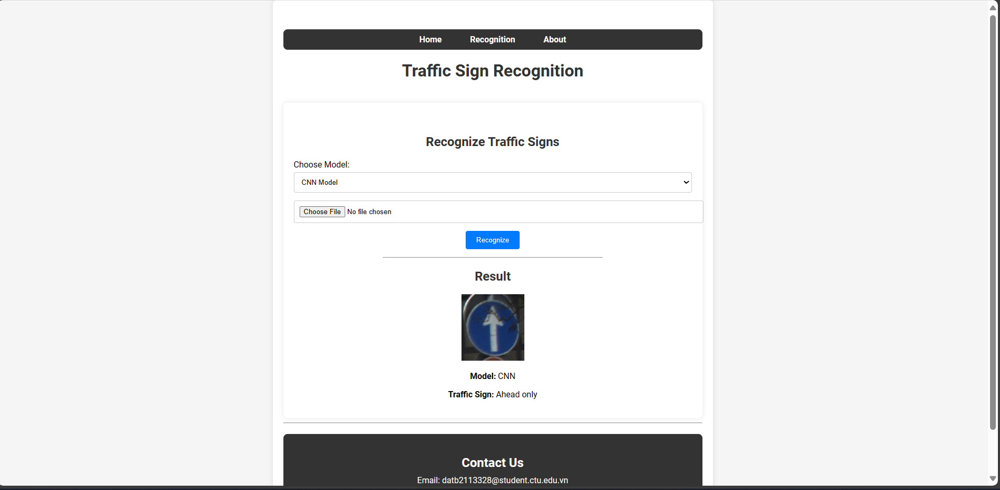 Home Recognition About
Traffic Sign Recognition
Recognize Traffic Signs
Choose Model:
CNN Model
Choose File No file chosen
Recognize
Result
Model: CNN
Traffic Sign: Ahead only
Contact Us
Email: datb2113328@student.ctu.edu.vn